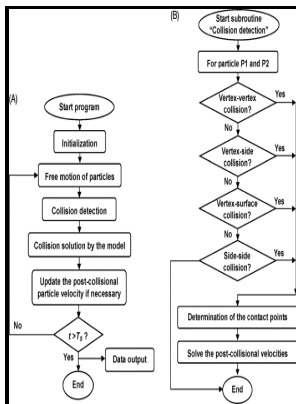 (A)
Start program
Initialization
Free motion of particles
Collision detection
Collision solution by the model
Update the post-collisional
particle velocity if necessary
No
t>Ts ?
Yes
Data output
End
(B)
Start subroutine
"Collision detection"
For particle P1 and P2
Vertex-vertex
collision?
Yes
No
Vertex-side
collision?
Yes
No
Vertex-surface
collision?
Yes
No
Side-side
collision?
Yes
No
Determination of the contact points
Solve the post-collisional velocities
End